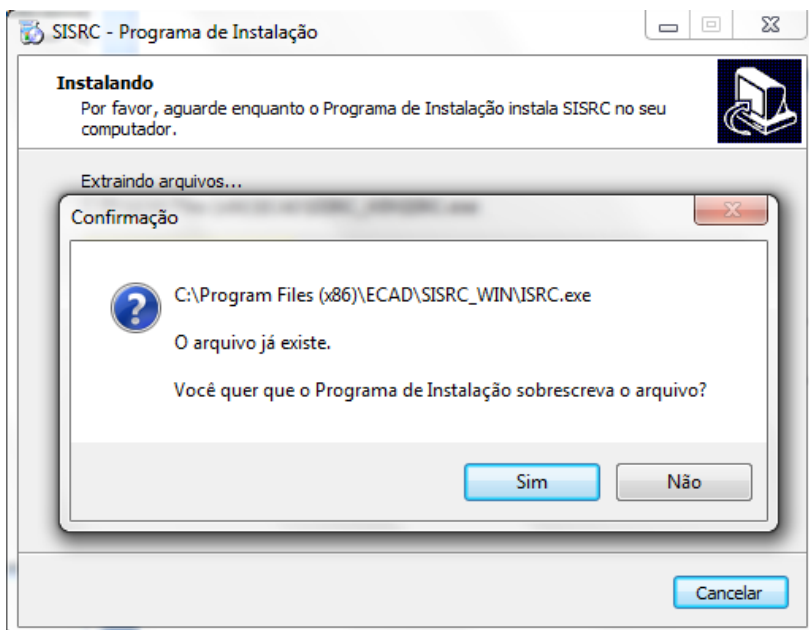 SISRC - Programa de Instalação
Instalando
Por favor, aguarde enquanto o Programa de Instalação instala SISRC no seu
computador.
Extraindo arquivos...
Confirmação
C:\Program Files (x86)\ECAD\SISRC_WIN\ISRC.exe
O arquivo já existe.
Você quer que o Programa de Instalação sobrescreva o arquivo?
Sim
Não
Cancelar